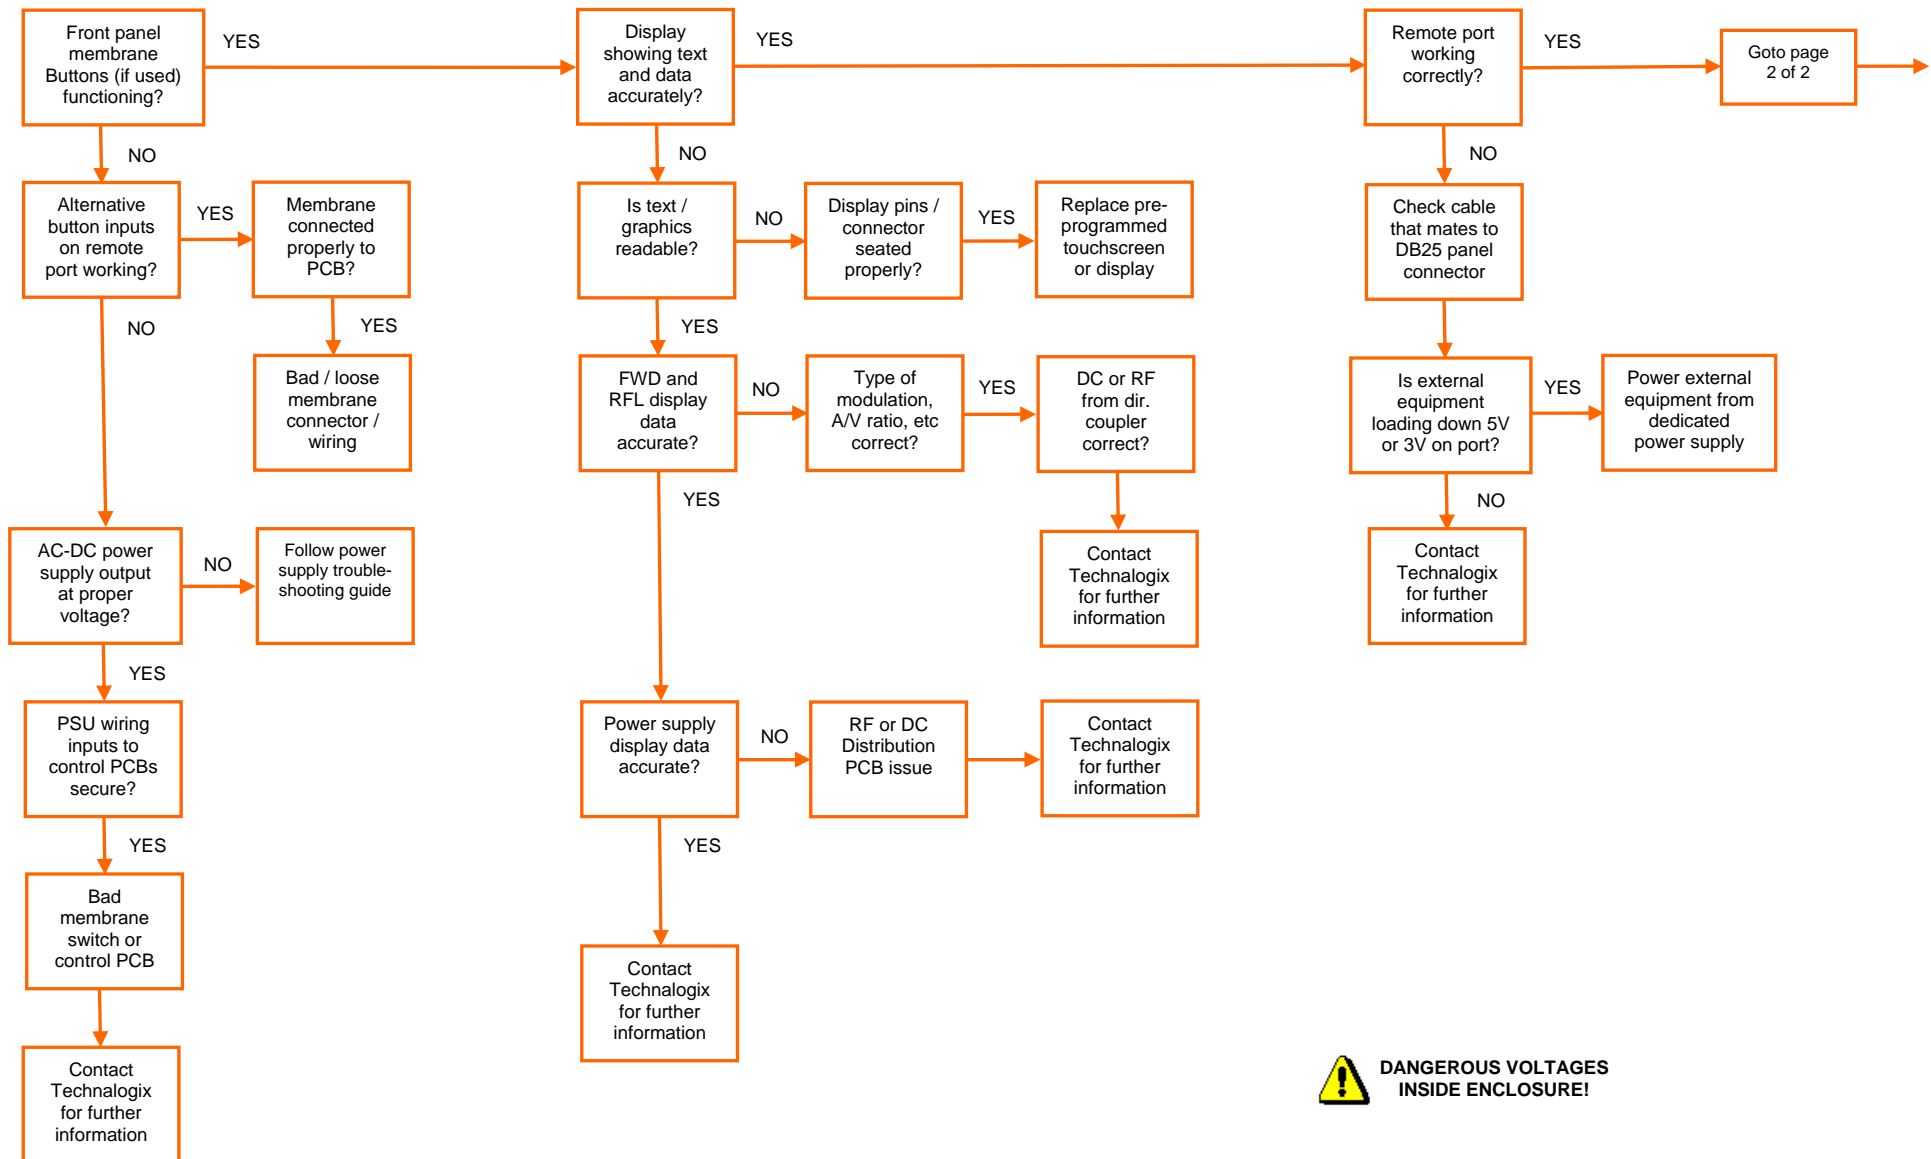 Front panel
membrane
Buttons (if used)
functioning?
YES
Display
showing text
and data
accurately?
YES
Remote port
working
correctly?
YES
Goto page
2 of 2
NO
NO
NO
Alternative
button inputs
on remote
port working?
YES
Membrane
connected
properly to
PCB?
Is text /
graphics
readable?
NO
Display pins /
connector
seated
properly?
YES
Replace pre-
programmed
touchscreen
or display
Check cable
that mates to
DB25 panel
connector
NO
YES
YES
Bad / loose
membrane
connector /
wiring
FWD and
RFL display
data
accurate?
NO
Type of
modulation,
A/V ratio, etc
correct?
YES
DC or RF
from dir.
coupler
correct?
Is external
equipment
loading down 5V
or 3V on port?
YES
Power external
equipment from
dedicated
power supply
YES
NO
AC-DC power
supply output
at proper
voltage?
NO
Follow power
supply trouble-
shooting guide
Contact
Technalogix
for further
information
Contact
Technalogix
for further
information
YES
PSU wiring
inputs to
control PCBs
secure?
Power supply
display data
accurate?
NO
RF or DC
Distribution
PCB issue
Contact
Technalogix
for further
information
YES
YES
Bad
membrane
switch or
control PCB
Contact
Technalogix
for further
information
Contact
Technalogix
for further
information
DANGEROUS VOLTAGES
INSIDE ENCLOSURE!